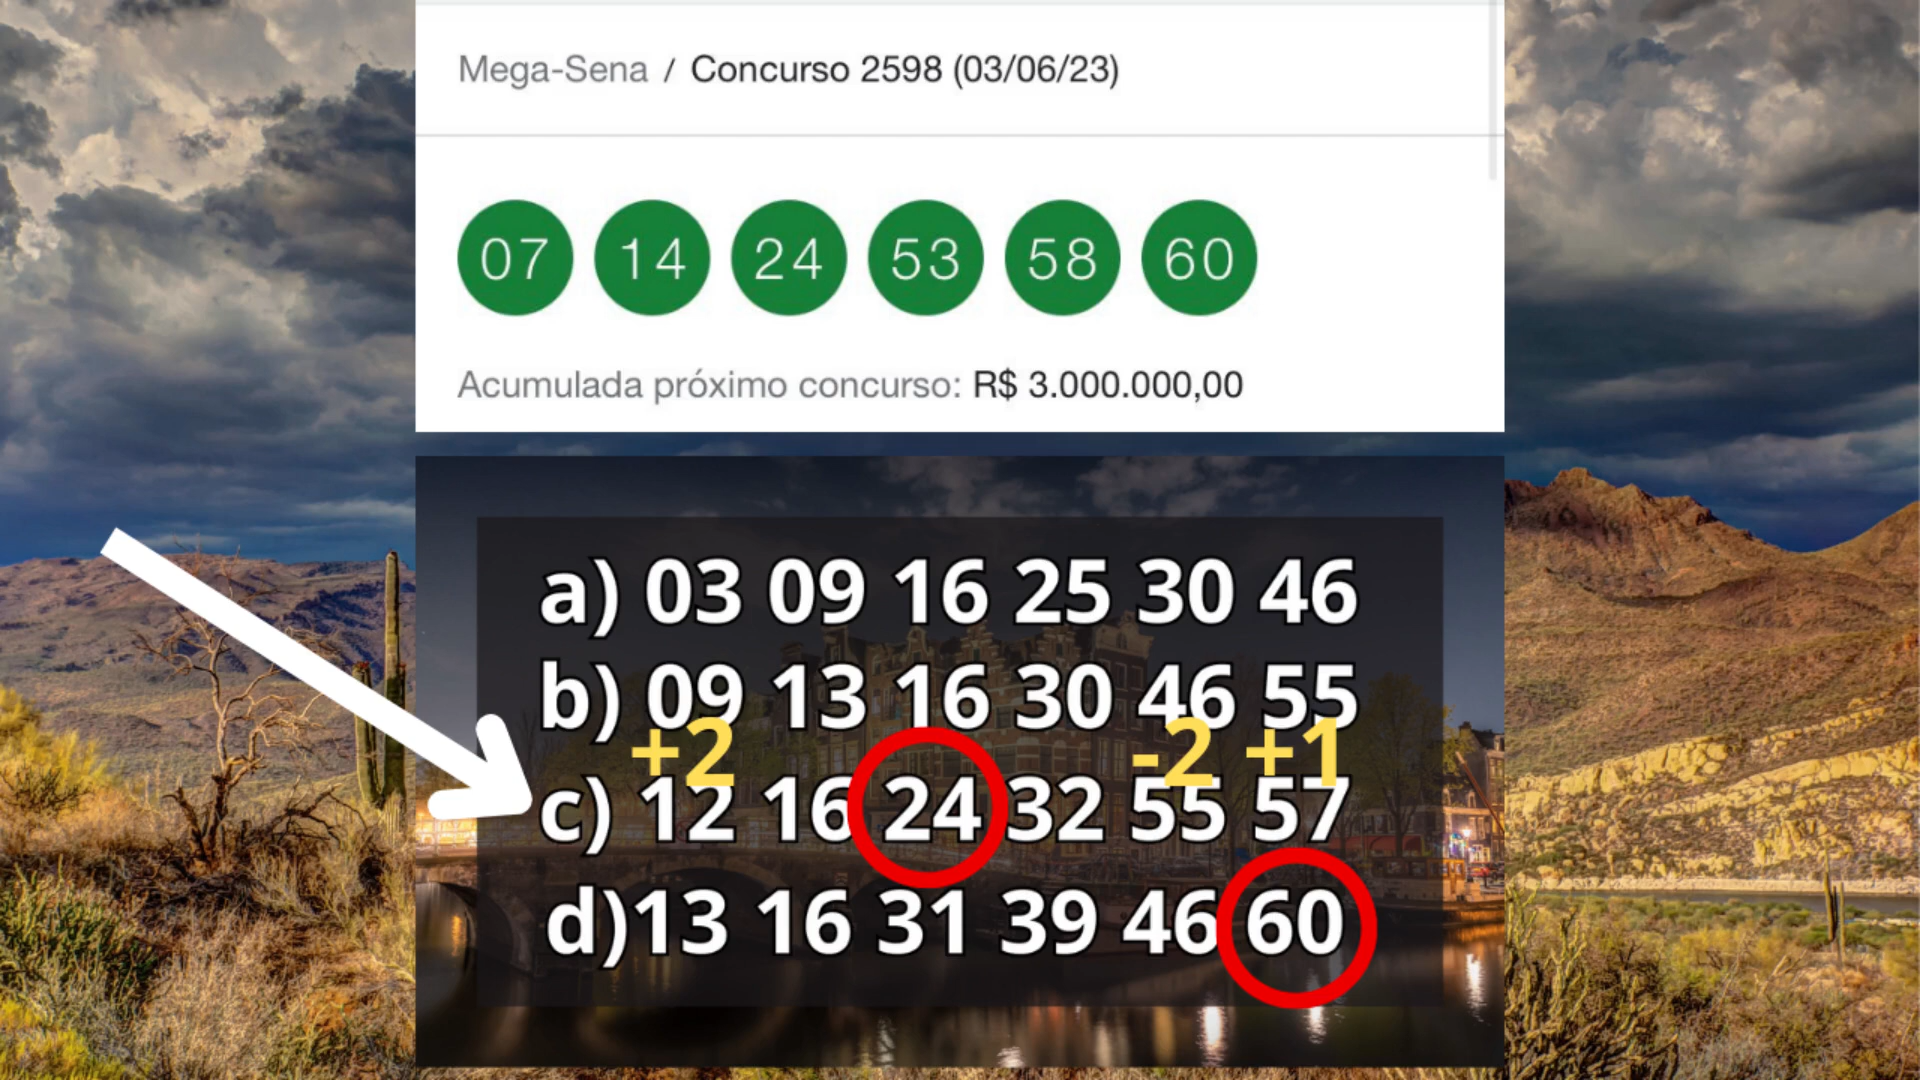 Mega-Sena / Concurso 2598 (03/06/23)
07 14 24 53 58 60
Acumulada próximo concurso: R$ 3.000.000,00
a) 03 09 16 25 30 46
b) 09 13 16 30 46 55
+2 -2 +1
c) 12 16 24 32 55 57
d)13 16 31 39 46 60